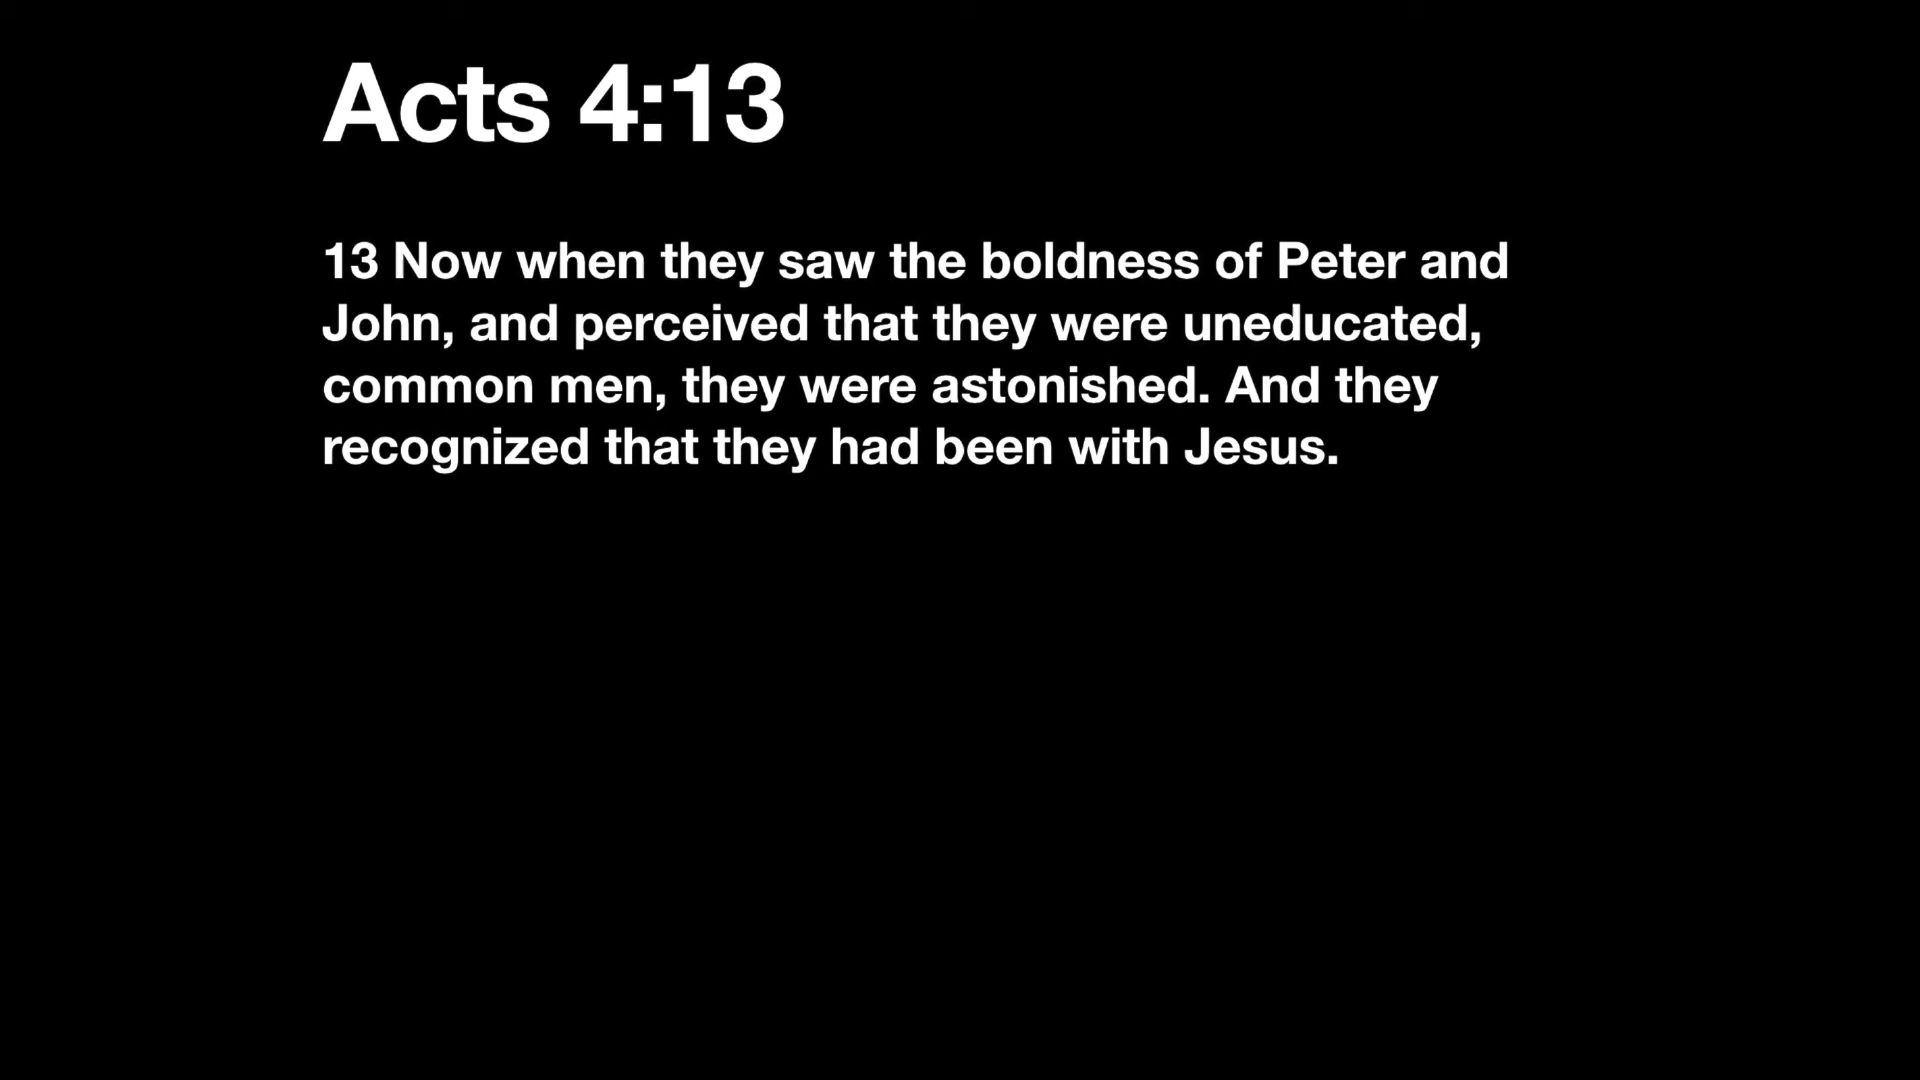 Acts 4:13
13 Now when they saw the boldness of Peter and
John, and perceived that they were uneducated,
common men, they were astonished. And they
recognized that they had been with Jesus.